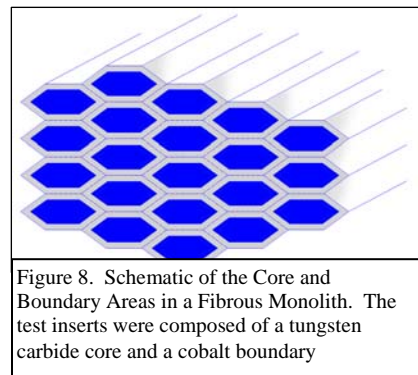 Figure 8.  Schematic of the Core and
Boundary Areas in a Fibrous Monolith.  The
test inserts were composed of a tungsten
carbide core and a cobalt boundary